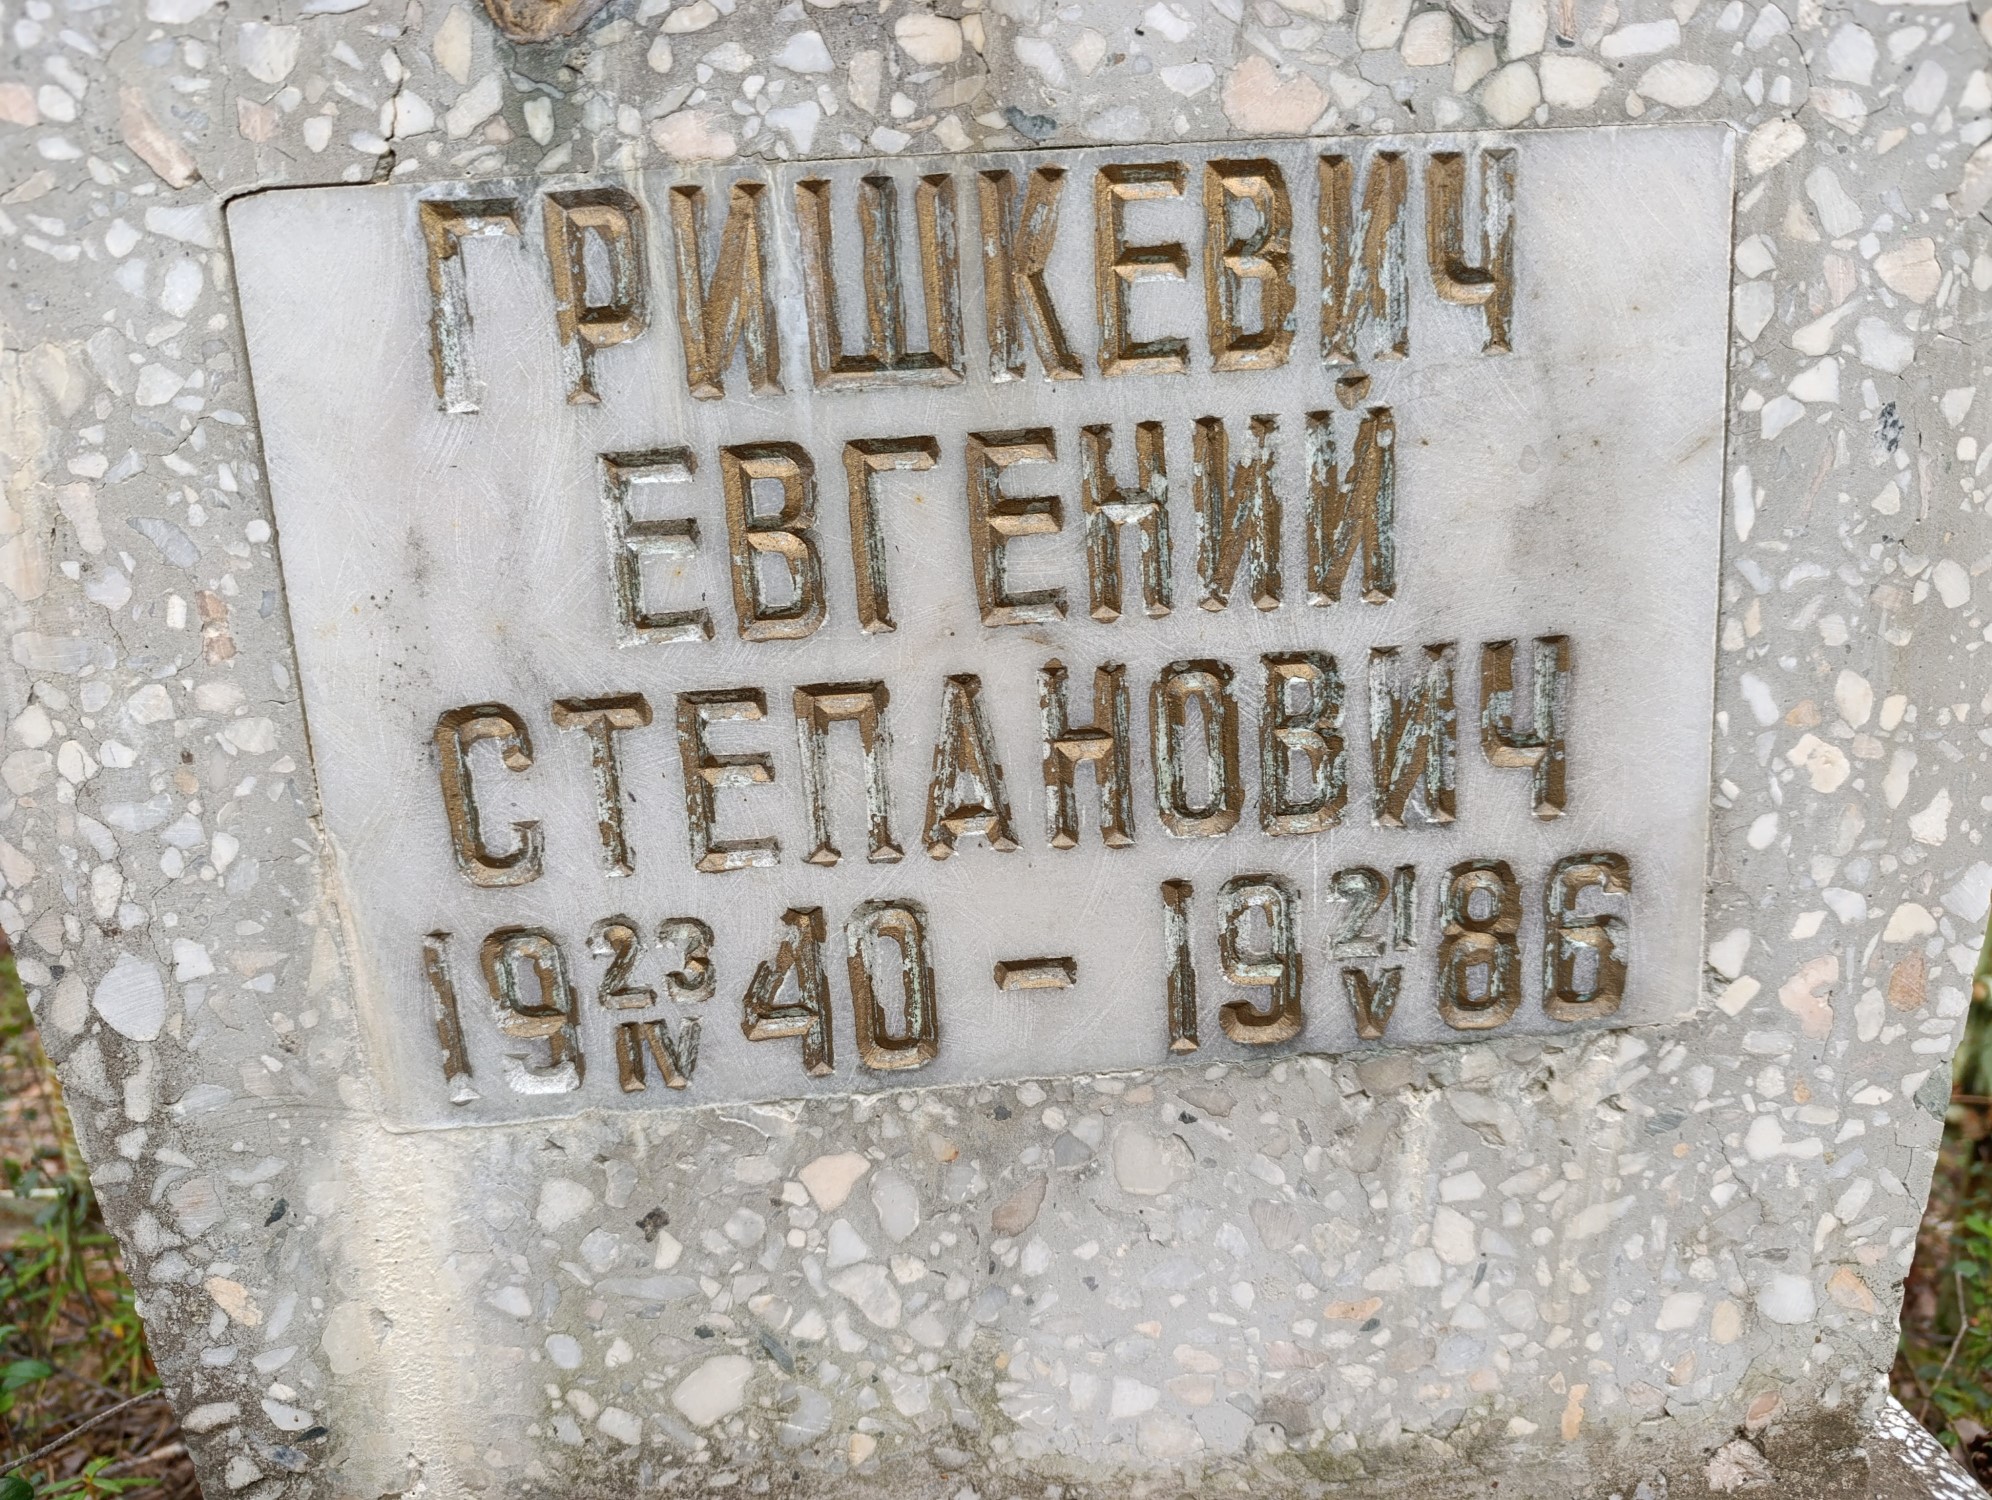 ГРИШКЕВИЧ
ЕВГЕНИЙ
СТЕПАНОВИЧ
19 23/IV 40 - 19 21/V 86